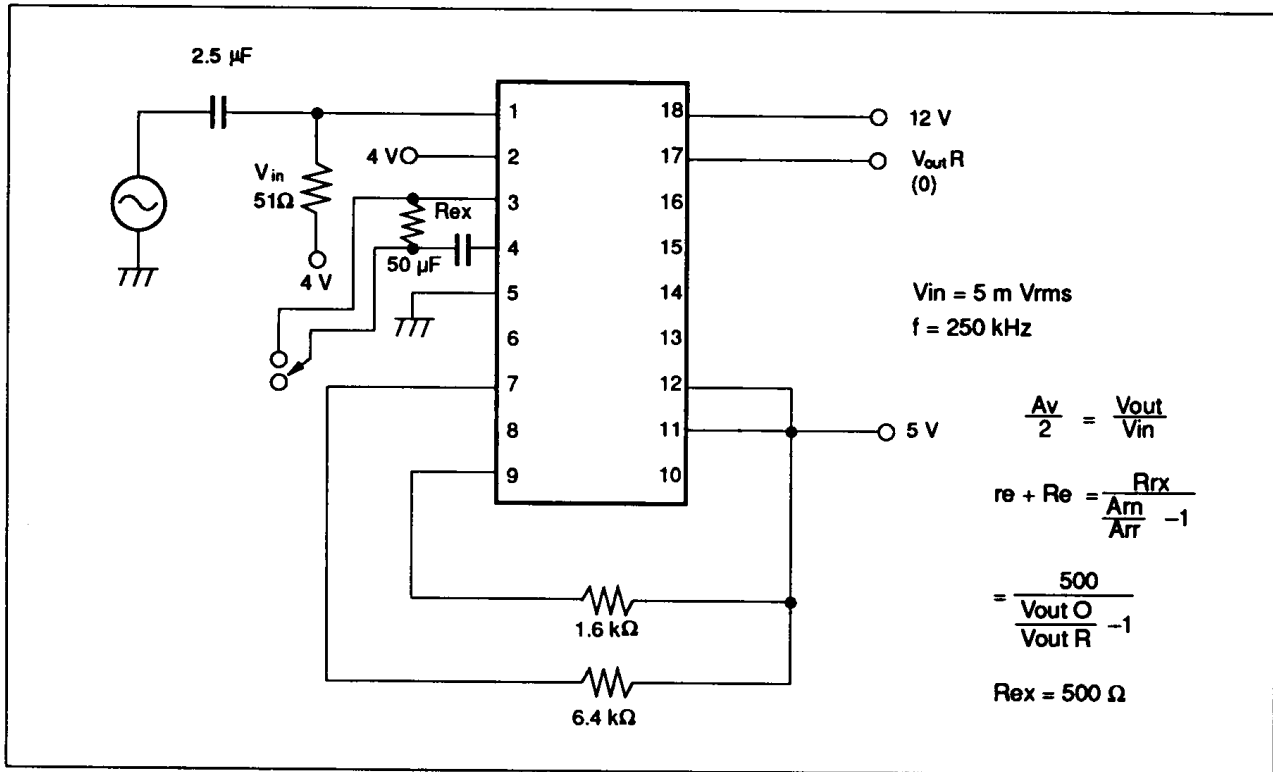 2.5 µF
1
18
12 V
2
17
4 V
V_out R
(0)
V_in
51Ω
3
16
Rex
4
15
50 µF
4 V
5
14
Vin = 5 m Vrms
6
13
f = 250 kHz
7
12
8
11
5 V
9
10
Av/2 = Vout/Vin
re + Re = Rrx/(Arn/Arr −1)
= 500/(Vout O/Vout R −1)
1.6 kΩ
6.4 kΩ
Rex = 500 Ω